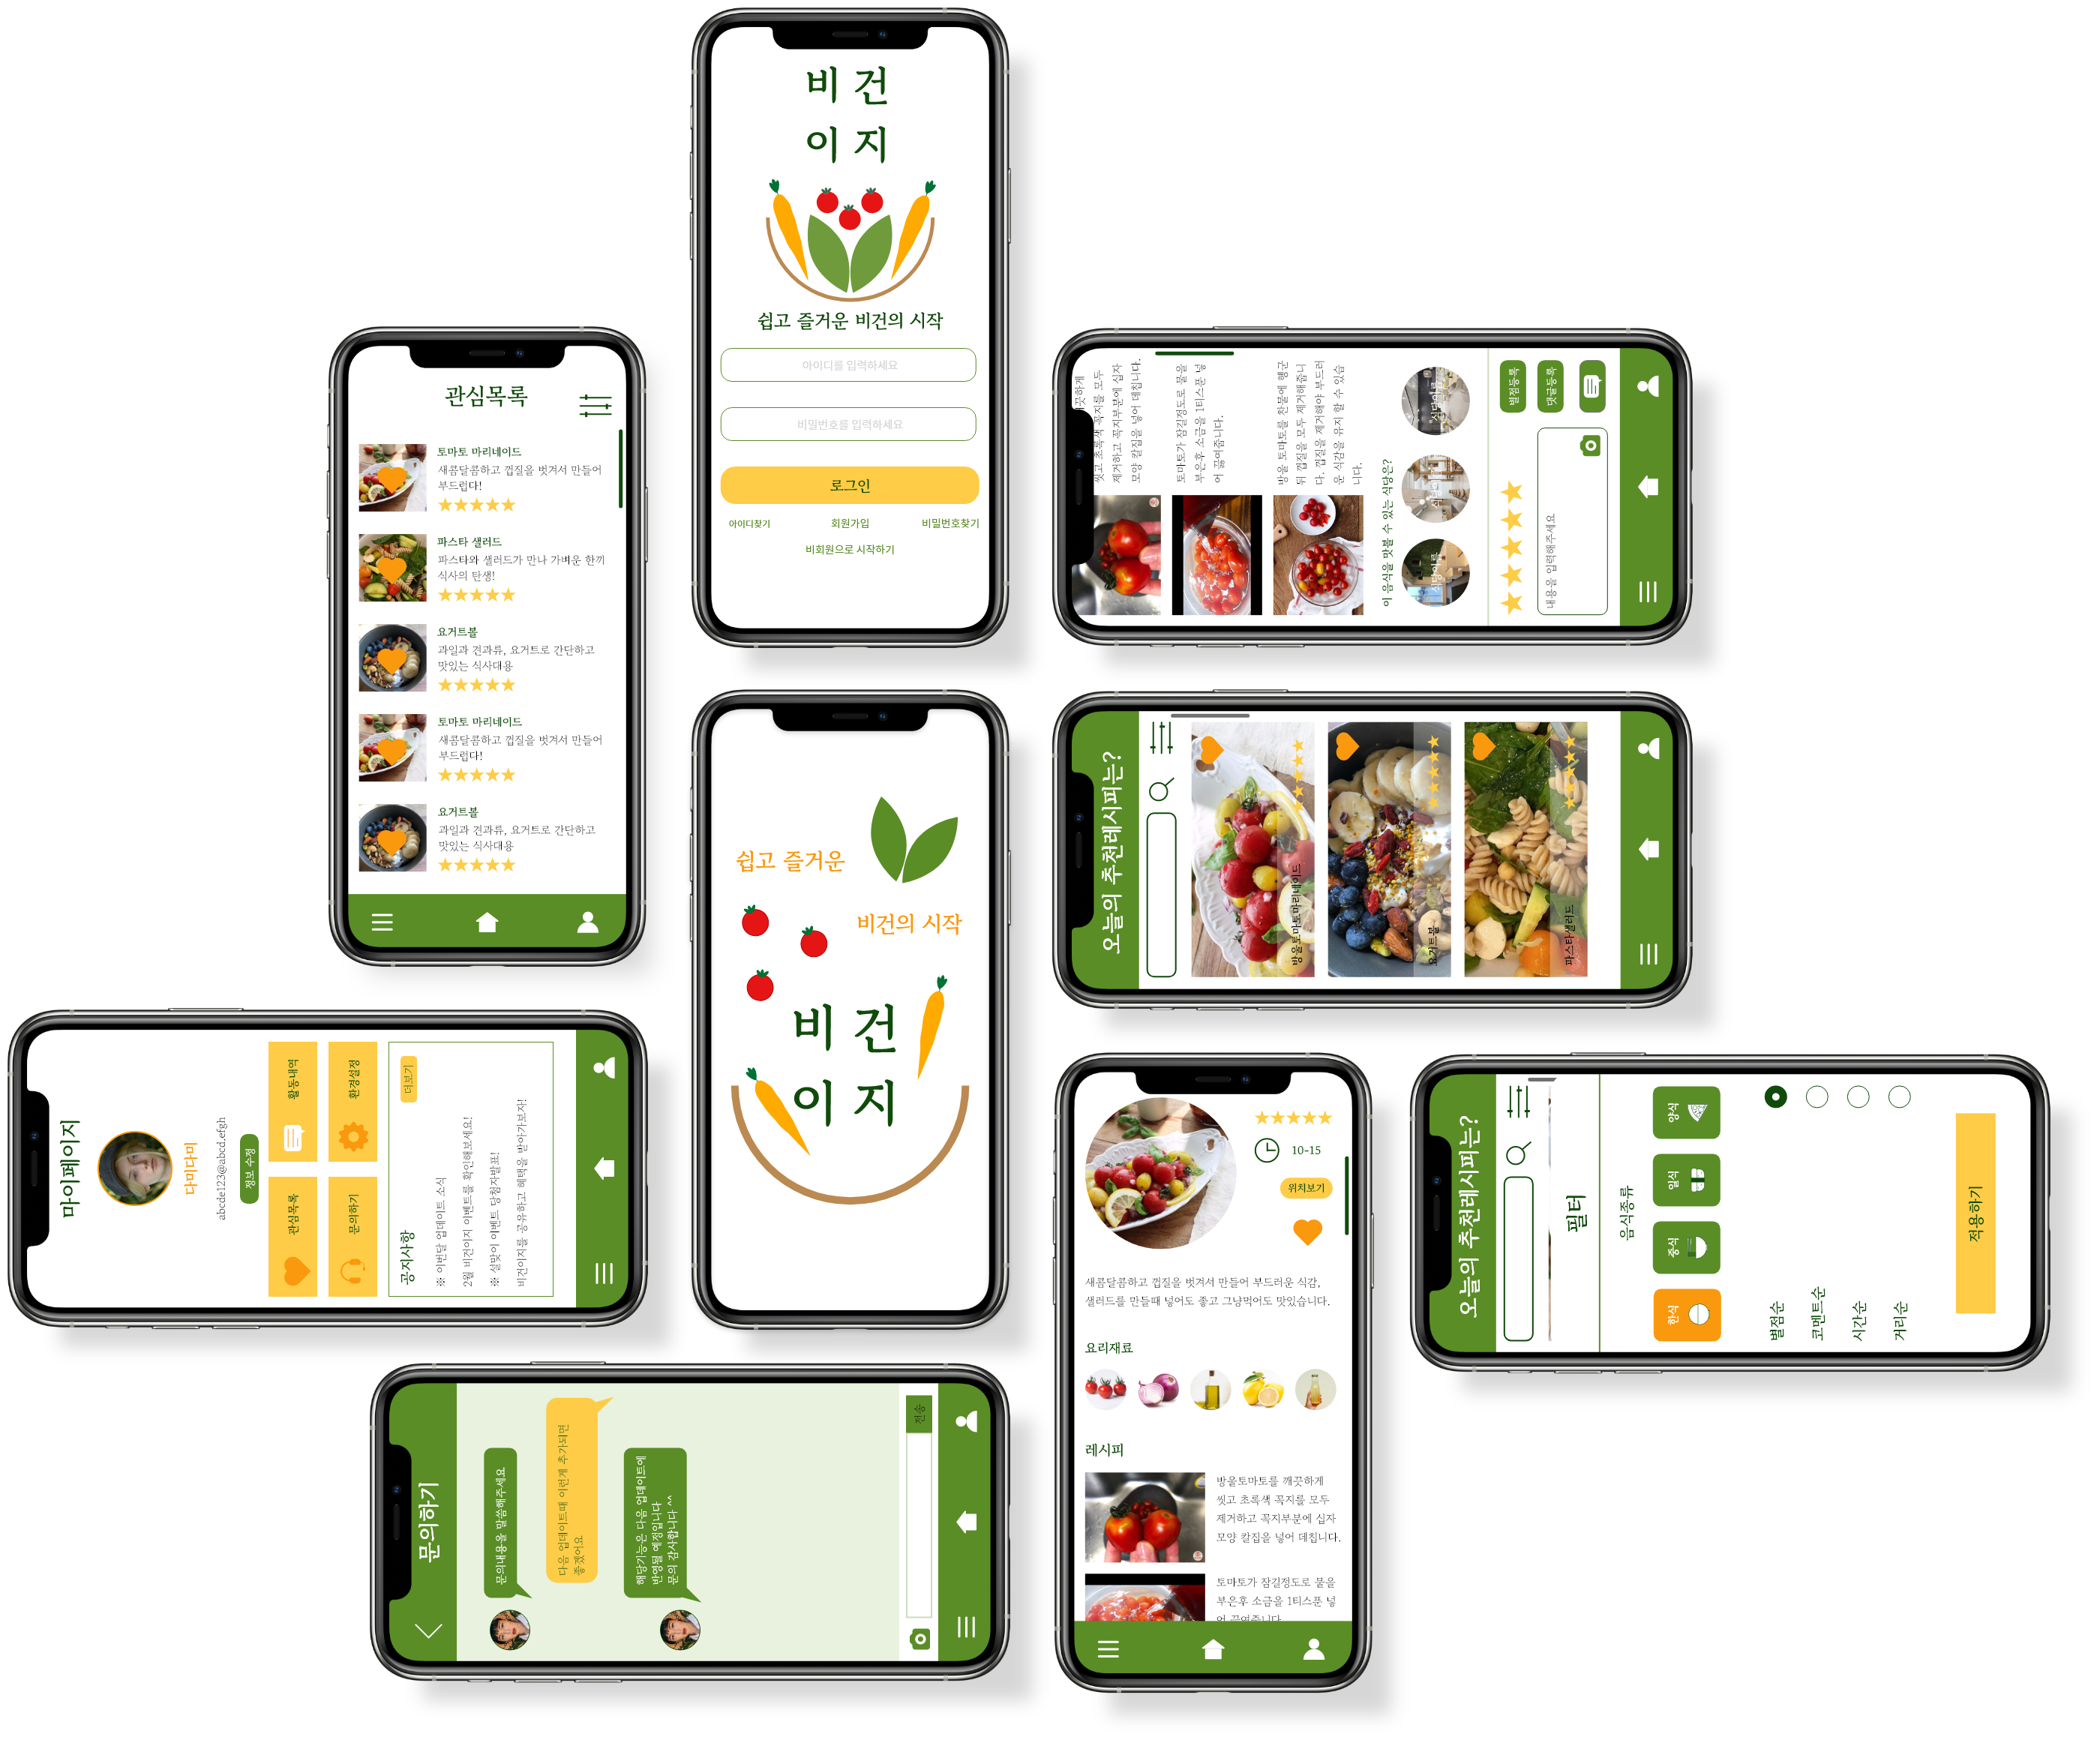 비 건
이 지
쉽고 즐거운 비건의 시작
아이디를 입력하세요
비밀번호를 입력하세요
로그인
아이디찾기
회원가입
비밀번호찾기
비회원으로 시작하기
관심목록
토마토 마리네이드
새콤달콤하고 껍질을 벗겨서 만들어
부드럽다!
파스타 샐러드
파스타와 샐러드가 만나 가벼운 한끼
식사의 탄생!
요거트볼
과일과 견과류, 요거트로 간단하고
맛있는 식사대용
토마토 마리네이드
새콤달콤하고 껍질을 벗겨서 만들어
부드럽다!
요거트볼
과일과 견과류, 요거트로 간단하고
맛있는 식사대용
씻고 초록색 꼭지를 모두
제거하고 꼭지부분에 십자
모양 칼집을 넣어 데칩니다.
토마토가 잠길정도로 물을
부은후 소금을 1티스푼 넣
어 끓여줍니다.
방울 토마토를 찬물에 헹군
뒤 껍질을 모두 제거해줍니
다. 껍질을 제거해야 부드러
운 식감을 유지 할 수 있습
니다.
이 음식을 맛볼 수 있는 식당은?
식당이름
식당이름
식당이름
별점등록
댓글등록
내용을 입력해주세요
쉽고 즐거운
비건의 시작
비 건
이 지
오늘의 추천레시피는?
방울토마토마리네이드
요거트볼
파스타샐러드
마이페이지
다미다미
abcde123@abcd.efgh
정보 수정
관심목록
활동내역
문의하기
환경설정
공지사항
더보기
※ 이번달 업데이트 소식
2월 비건이지 이벤트를 확인해보세요!
※ 설맞이 이벤트 당첨자발표!
비건이지를 공유하고 혜택을 받아가보자!
10-15
위치보기
새콤달콤하고 껍질을 벗겨서 만들어 부드러운 식감,
샐러드를 만들때 넣어도 좋고 그냥먹어도 맛있습니다.
요리재료
레시피
방울토마토를 깨끗하게
씻고 초록색 꼭지를 모두
제거하고 꼭지부분에 십자
모양 칼집을 넣어 데칩니다.
토마토가 잠길정도로 물을
부은후 소금을 1티스푼 넣
어 끓여줍니다
오늘의 추천레시피는?
필터
음식종류
한식
중식
일식
양식
별점순
코멘트순
시간순
거리순
적용하기
문의하기
문의내용을 말씀해주세요
다음 업데이트때 이런게 추가되면
좋겠어요
해당기능은 다음 업데이트에
반영될 예정입니다
문의 감사합니다 ^^
전송